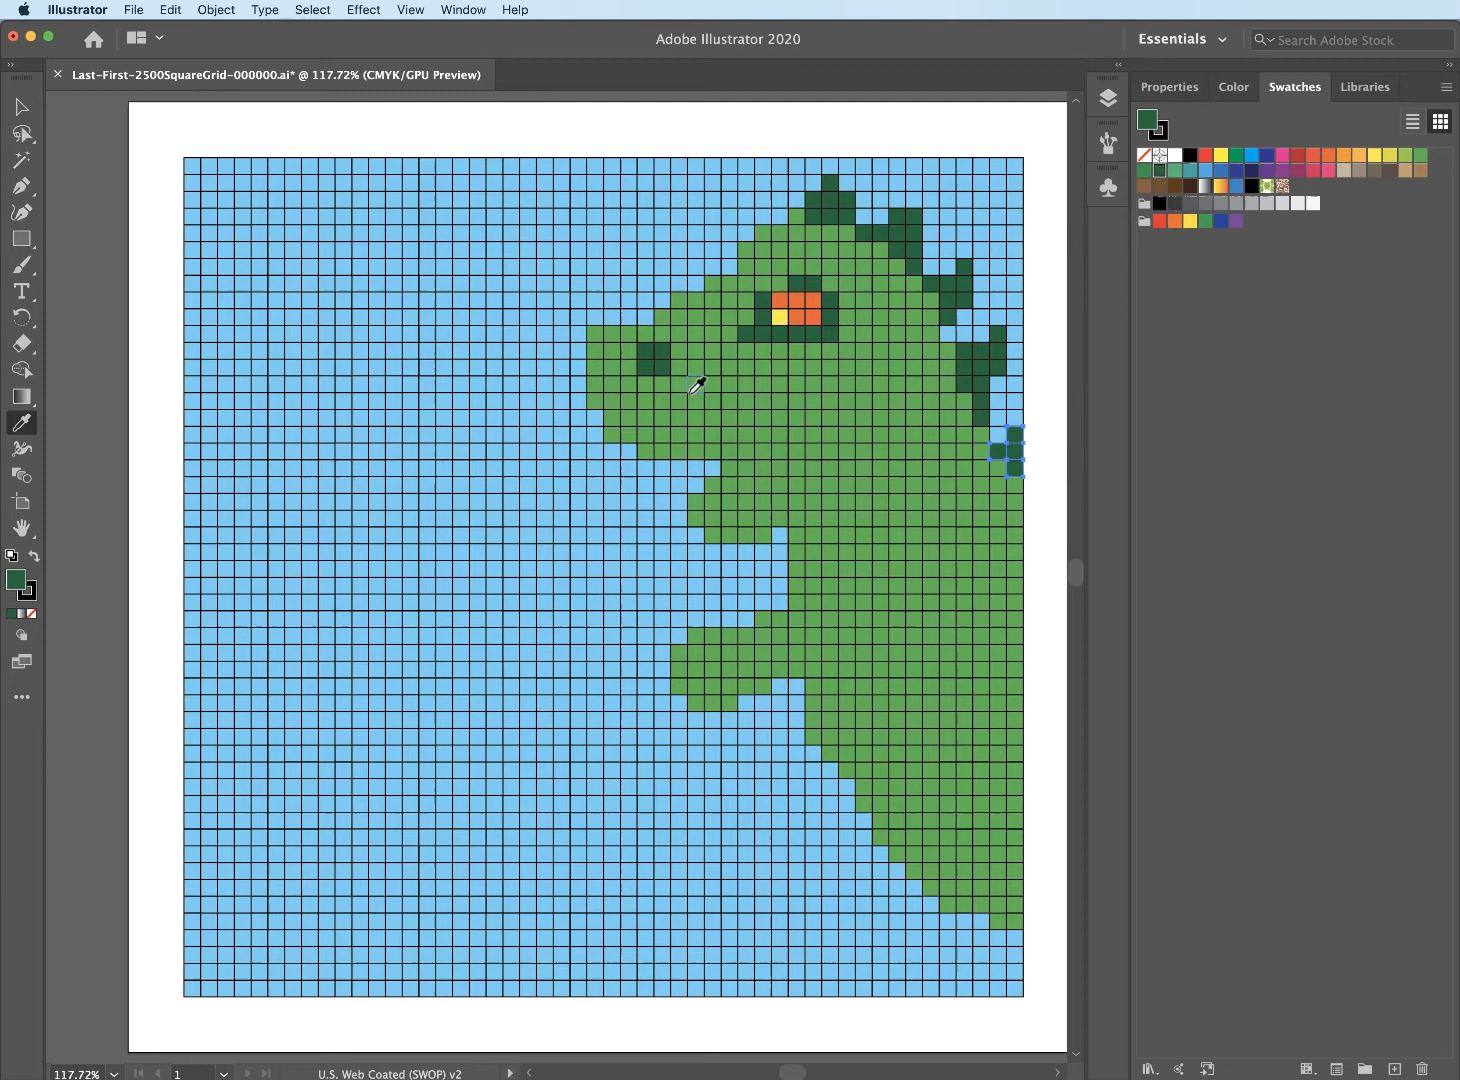 Illustrator File Edit Object Type Select Effect View Window Help
Adobe Illustrator 2020
Essentials
Search Adobe Stock
Last-First-2500SquareGrid-000000.ai* @ 117.72% (CMYK/GPU Preview)
Properties Color Swatches Libraries
117.72%
1
U.S. Web Coated (SWOP) v2